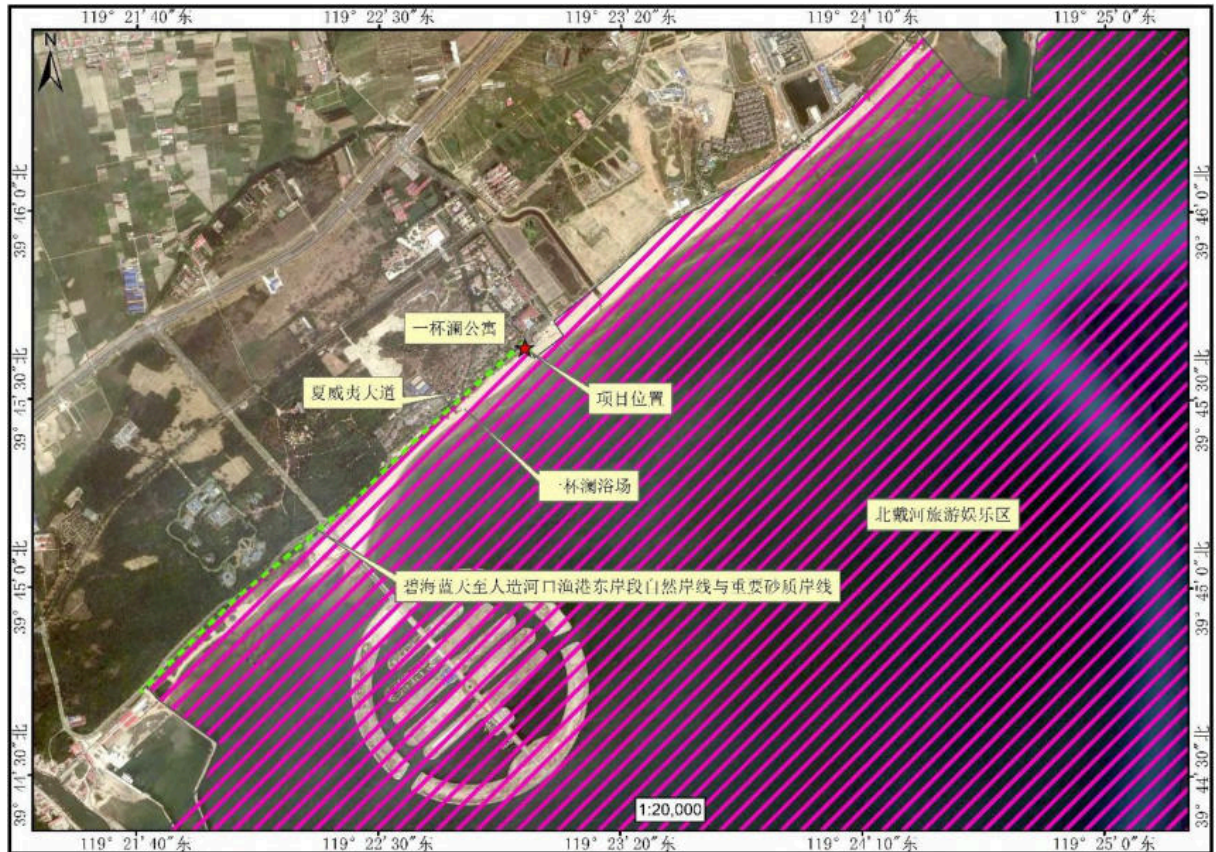 119° 21′ 40″东
119° 22′ 30″东
119° 23′ 20″东
119° 24′ 10″东
119° 25′ 0″东
N
39° 46′ 0″北
39° 46′ 0″北
一杯澜公寓
39° 45′ 30″北
夏威夷大道
项目位置
39° 45′ 30″北
一杯澜浴场
北戴河旅游娱乐区
39° 45′ 0″北
碧海蓝天至人造河口渔港东岸段自然岸线与重要砂质岸线
39° 45′ 0″北
39° 44′ 30″北
39° 44′ 30″北
1:20,000
119° 21′ 40″东
119° 22′ 30″东
119° 23′ 20″东
119° 24′ 10″东
119° 25′ 0″东